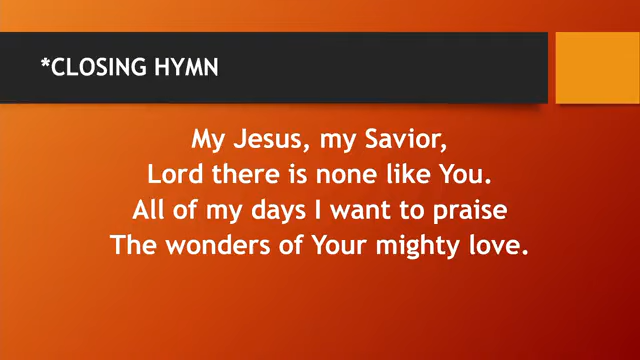 *CLOSING HYMN
My Jesus, my Savior,
Lord there is none like You.
All of my days I want to praise
The wonders of Your mighty love.